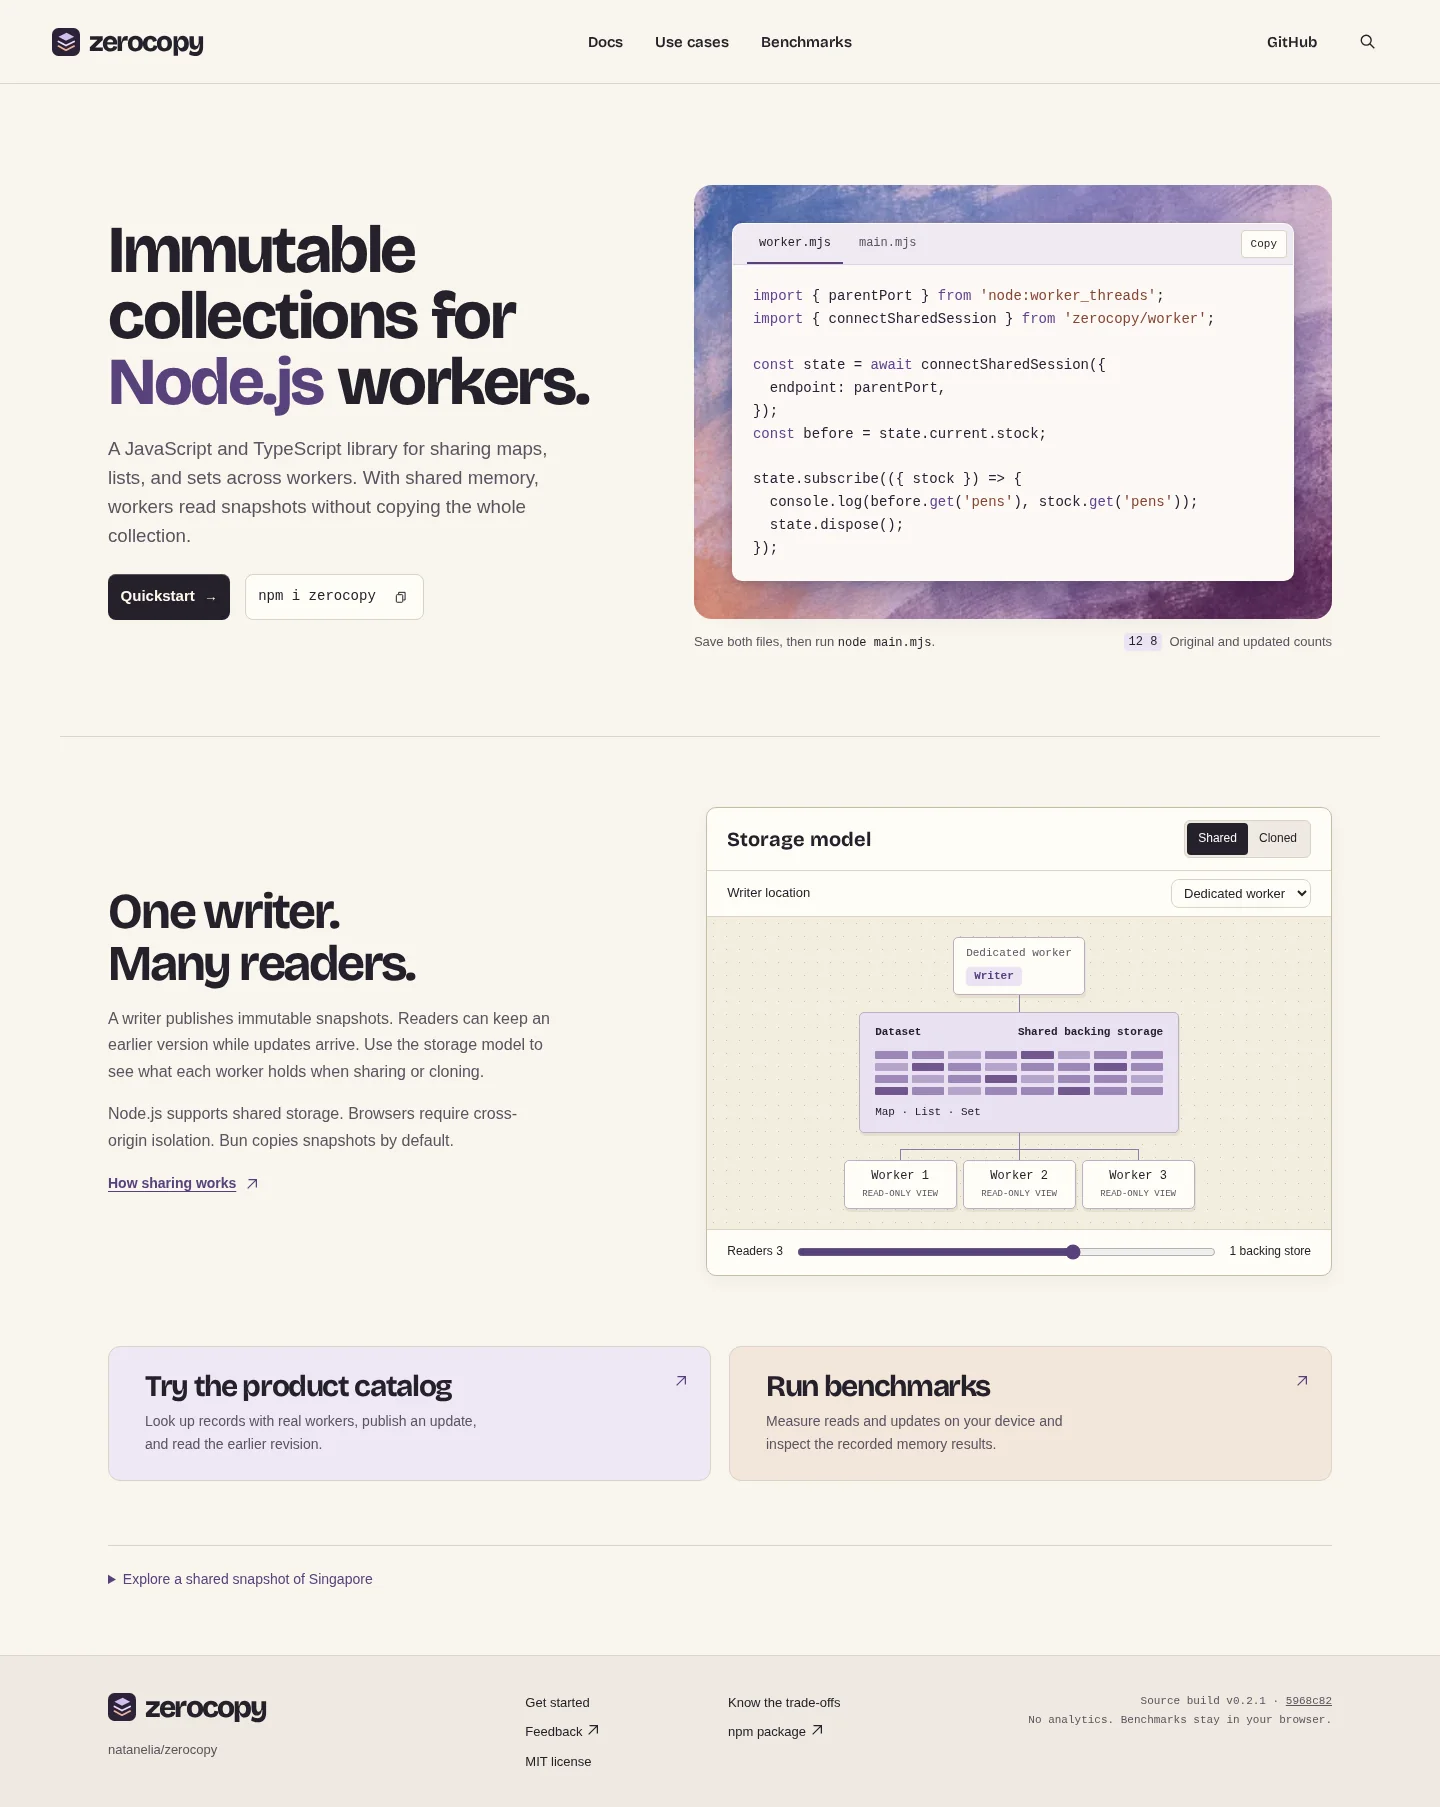 zerocopy
Docs Use cases Benchmarks
GitHub
Immutable
collections for
Node.js workers.
A JavaScript and TypeScript library for sharing maps,
lists, and sets across workers. With shared memory,
workers read snapshots without copying the whole
collection.
Quickstart →
npm i zerocopy
worker.mjs main.mjs
Copy
import { parentPort } from 'node:worker_threads';
import { connectSharedSession } from 'zerocopy/worker';
const state = await connectSharedSession({
  endpoint: parentPort,
});
const before = state.current.stock;
state.subscribe(({ stock }) => {
  console.log(before.get('pens'), stock.get('pens'));
  state.dispose();
});
Save both files, then run node main.mjs.
12 8 Original and updated counts
One writer.
Many readers.
A writer publishes immutable snapshots. Readers can keep an
earlier version while updates arrive. Use the storage model to
see what each worker holds when sharing or cloning.
Node.js supports shared storage. Browsers require cross-
origin isolation. Bun copies snapshots by default.
How sharing works
Storage model
Shared Cloned
Writer location
Dedicated worker
Dedicated worker
Writer
Dataset Shared backing storage
Map · List · Set
Worker 1
READ-ONLY VIEW
Worker 2
READ-ONLY VIEW
Worker 3
READ-ONLY VIEW
Readers 3
1 backing store
Try the product catalog
Look up records with real workers, publish an update,
and read the earlier revision.
Run benchmarks
Measure reads and updates on your device and
inspect the recorded memory results.
Explore a shared snapshot of Singapore
zerocopy
natanelia/zerocopy
Get started
Feedback
MIT license
Know the trade-offs
npm package
Source build v0.2.1 · 5968c82
No analytics. Benchmarks stay in your browser.